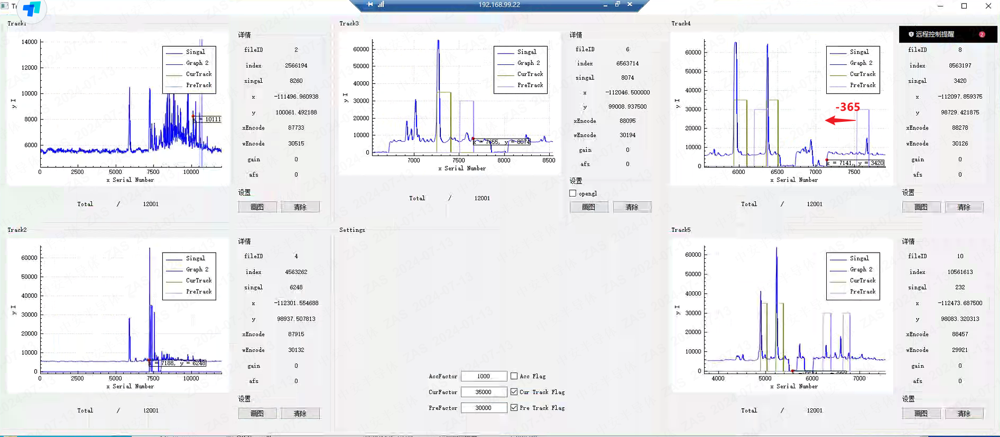 192.168.99.22
Track1
14000
12000
10000
8000
6000
0
2500
5000
7500
10000
y I
x Serial Number
Singal
Graph 2
CurTrack
PreTrack
x = 10111
Total / 12001
详情
fileID 2
index 2566194
singal 8260
x -111496.960938
y 100061.492188
xEncode 87733
wEncode 30515
gain 0
afs 0
设置
画图 清除
Track3
60000
50000
40000
30000
20000
10000
0
7000
7500
8000
8500
y I
x Serial Number
Singal
Graph 2
CurTrack
PreTrack
x = 7655, y = 8074
Total / 12001
详情
fileID 6
index 6563714
singal 8074
x -112046.500000
y 99008.937500
xEncode 88095
wEncode 30194
gain 0
afs 0
设置
opengl
画图 清除
Track4
60000
50000
40000
30000
20000
10000
0
6000
6500
7000
7500
y I
x Serial Number
Singal
Graph 2
CurTrack
PreTrack
-365
x = 7141, y = 3420
Total / 12001
远程控制提醒 2
fileID 8
index 8563197
singal 3420
x -112097.859375
y 98729.421875
xEncode 88278
wEncode 30126
gain 0
afs 0
设置
画图 清除
Track2
60000
50000
40000
30000
20000
10000
0
0
2500
5000
7500
10000
y I
x Serial Number
Singal
Graph 2
CurTrack
PreTrack
x = 7188, y = 6248
Total / 12001
详情
fileID 4
index 4563262
singal 6248
x -112301.554688
y 98937.507813
xEncode 87915
wEncode 30132
gain 0
afs 0
设置
画图 清除
Settings
AccFactor 1000 Acc Flag
CurFactor 35000 Cur Track Flag
PreFactor 30000 Pre Track Flag
Track5
60000
50000
40000
30000
20000
10000
0
4000
5000
6000
7000
y I
x Serial Number
Singal
Graph 2
CurTrack
PreTrack
Total / 12001
详情
fileID 10
index 10561613
singal 232
x -112473.687500
y 98083.320313
xEncode 88457
wEncode 29921
gain 0
afs 0
设置
画图 清除
中安半导体 ZAS 2024-07-13